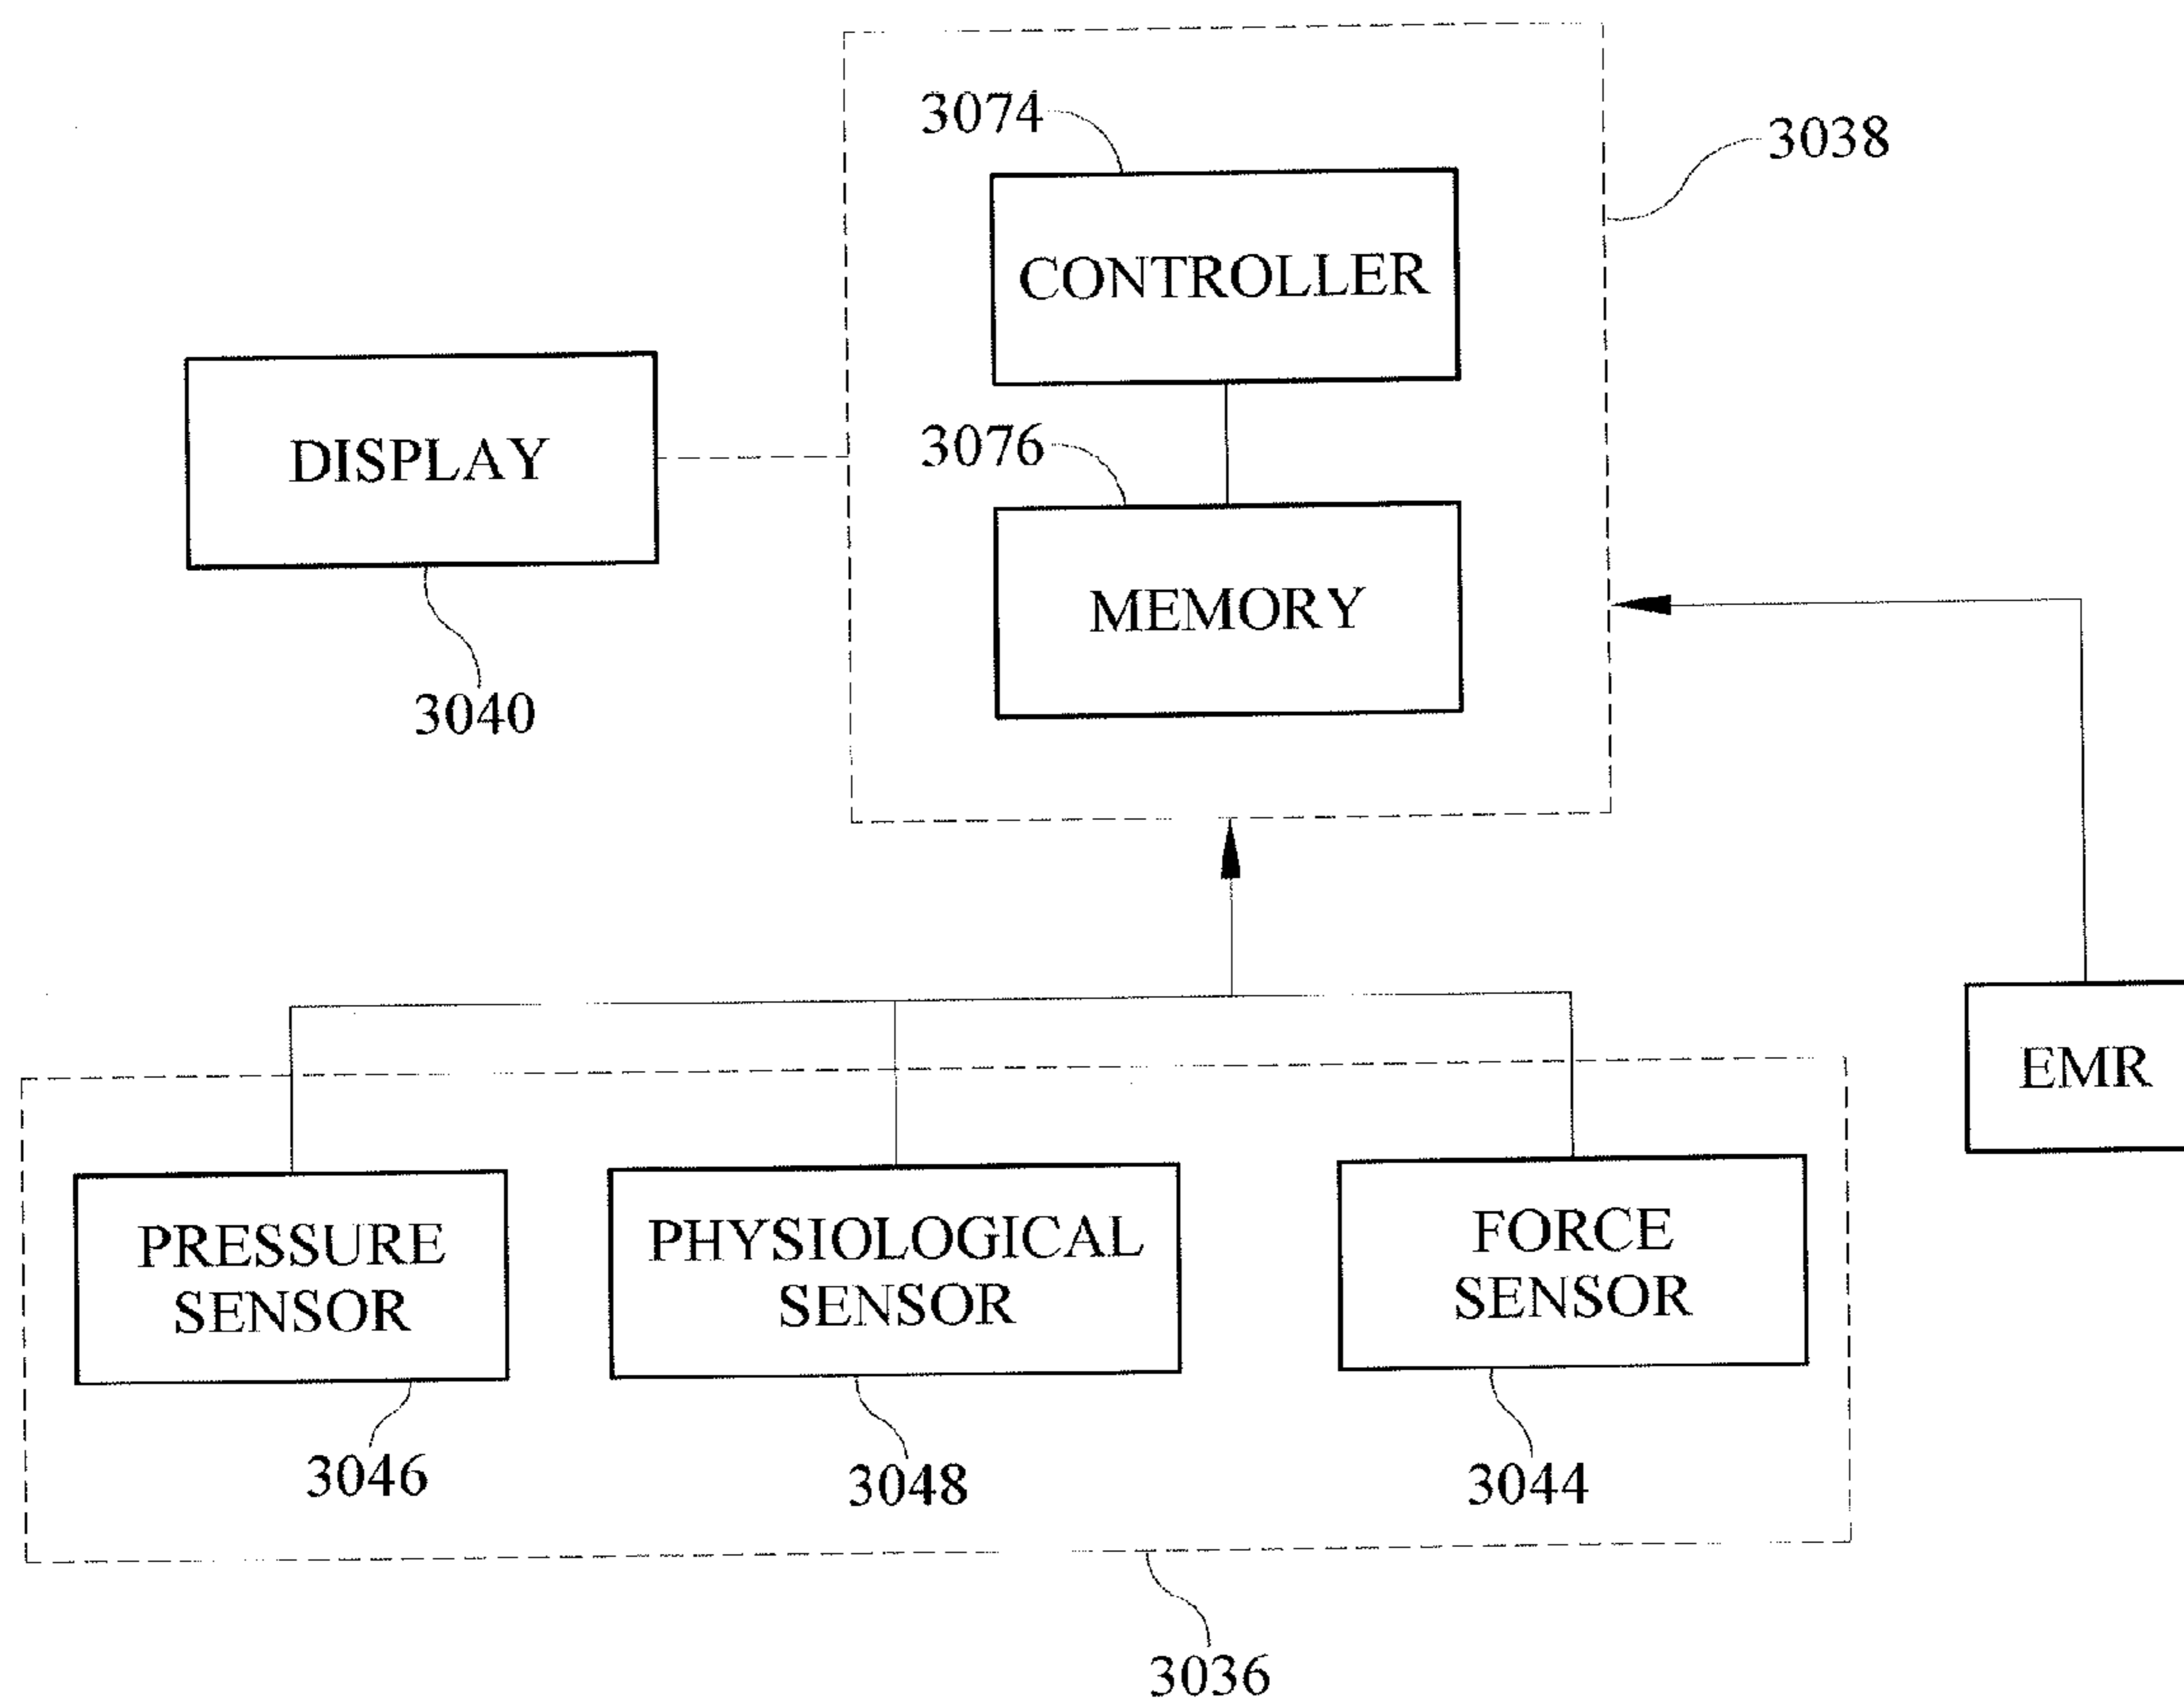 3074
3038
CONTROLLER
3076
DISPLAY
MEMORY
3040
EMR
PRESSURE
SENSOR
PHYSIOLOGICAL
SENSOR
FORCE
SENSOR
3046
3048
3044
3036